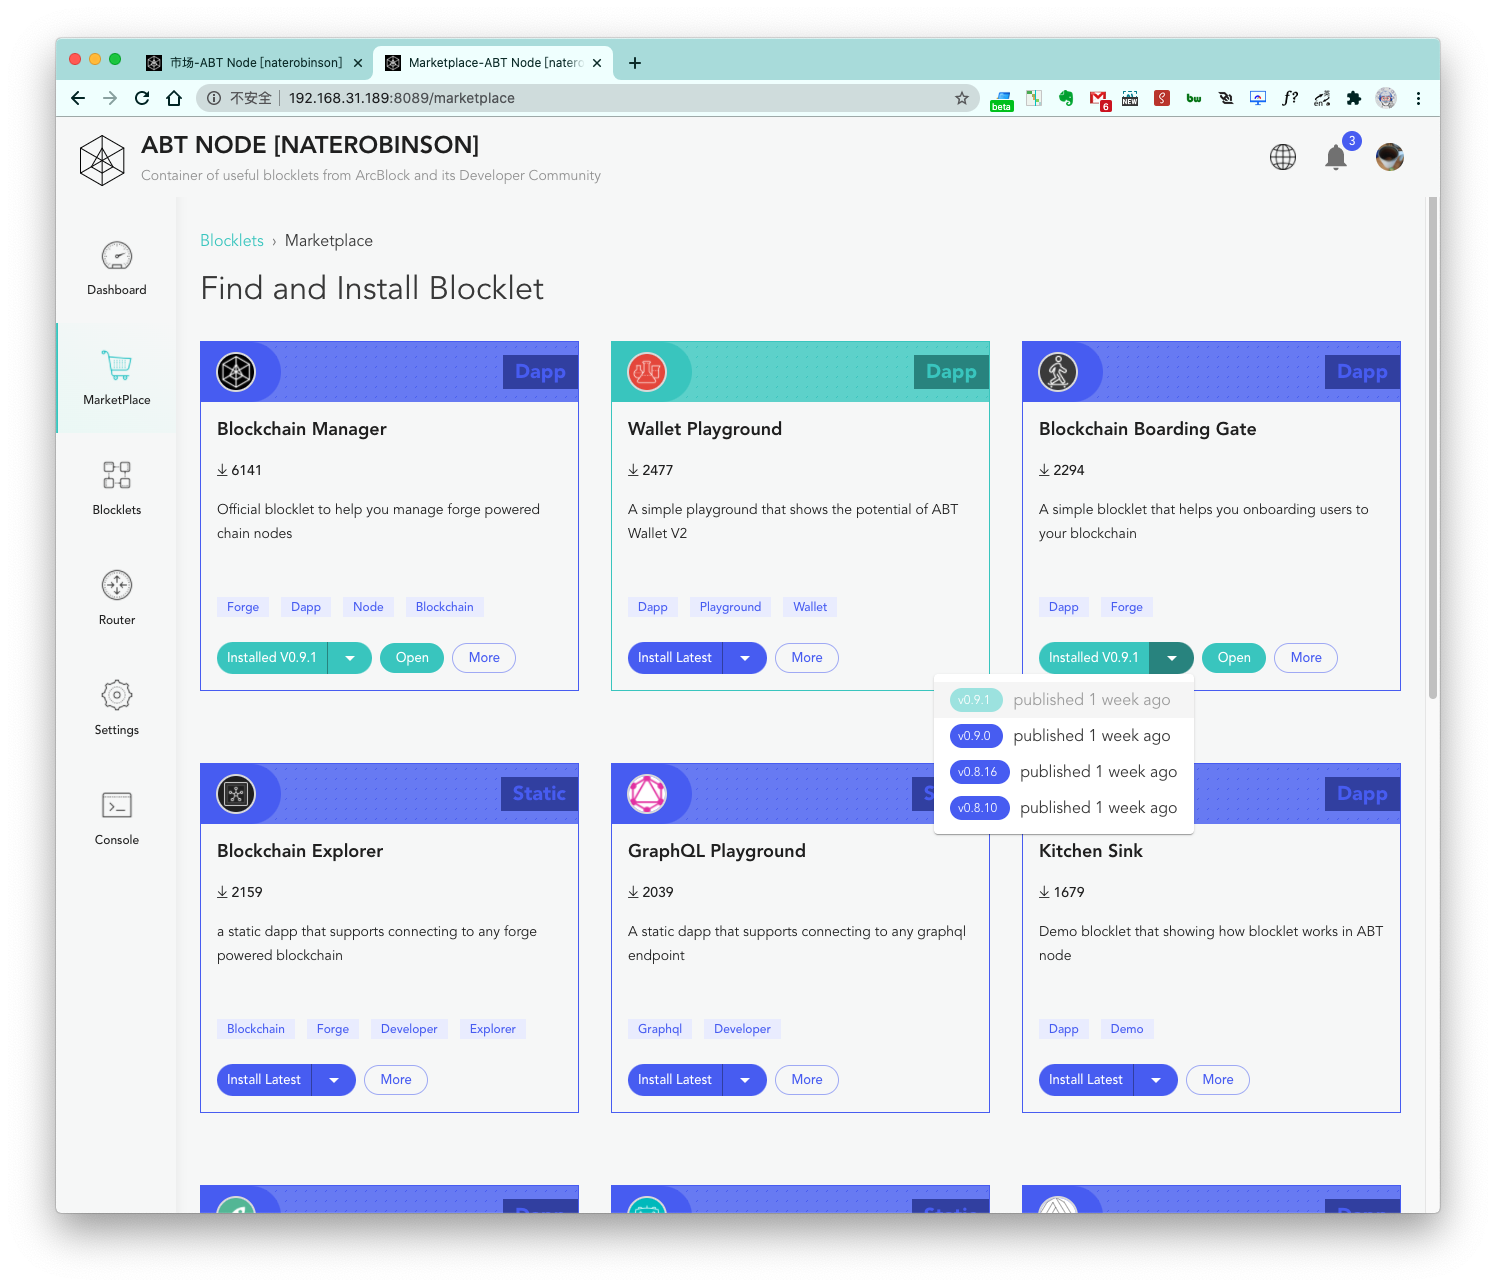 市场-ABT Node [naterobinson]
Marketplace-ABT Node [natero
不安全 192.168.31.189:8089/marketplace
beta
6
NEW
bw
f?
en
ABT NODE [NATEROBINSON]
Container of useful blocklets from ArcBlock and its Developer Community
3
Dashboard
MarketPlace
Blocklets
Router
Settings
Console
Blocklets › Marketplace
Find and Install Blocklet
Dapp
Blockchain Manager
6141
Official blocklet to help you manage forge powered
chain nodes
Forge Dapp Node Blockchain
Installed V0.9.1 Open More
Dapp
Wallet Playground
2477
A simple playground that shows the potential of ABT
Wallet V2
Dapp Playground Wallet
Install Latest More
Dapp
Blockchain Boarding Gate
2294
A simple blocklet that helps you onboarding users to
your blockchain
Dapp Forge
Installed V0.9.1 Open More
v0.9.1 published 1 week ago
v0.9.0 published 1 week ago
v0.8.16 published 1 week ago
v0.8.10 published 1 week ago
Static
Blockchain Explorer
2159
a static dapp that supports connecting to any forge
powered blockchain
Blockchain Forge Developer Explorer
Install Latest More
S
GraphQL Playground
2039
A static dapp that supports connecting to any graphql
endpoint
Graphql Developer
Install Latest More
Dapp
Kitchen Sink
1679
Demo blocklet that showing how blocklet works in ABT
node
Dapp Demo
Install Latest More
Dapp
Static
Dapp